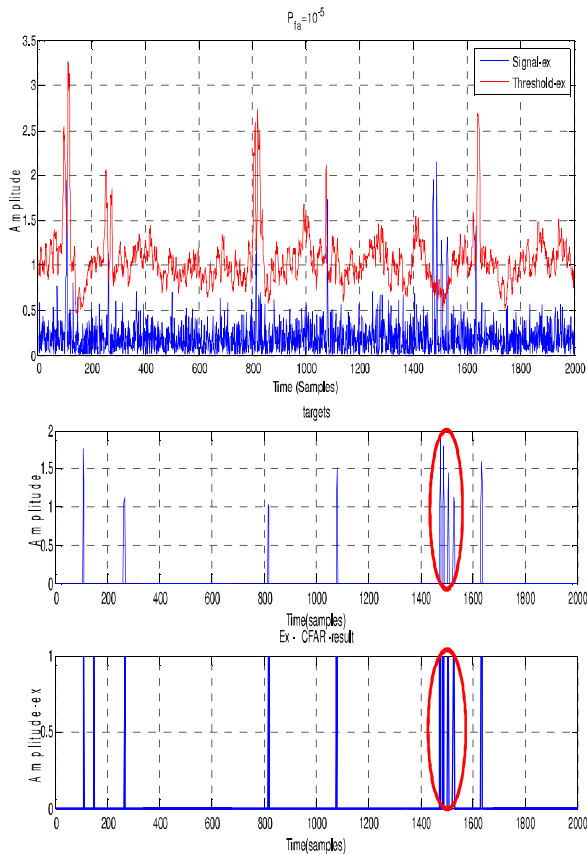 P_fa=10^-5
3.5
3
2.5
2
1.5
1
0.5
0
Amplitude
Signal-ex
Threshold-ex
0 200 400 600 800 1000 1200 1400 1600 1800 2000
Time (Samples)
targets
2
1.5
1
0.5
0
Amplitude
0 200 400 600 800 1000 1200 1400 1600 1800 2000
Time(samples)
Ex - CFAR -result
1
0.5
0
Amplitude-ex
0 200 400 600 800 1000 1200 1400 1600 1800 2000
Time(samples)